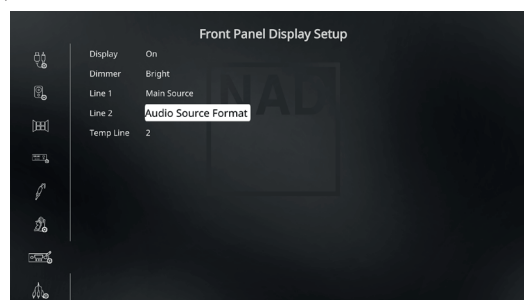 Front Panel Display Setup
Display On
Dimmer Bright
Line 1 Main Source
Line 2 Audio Source Format
Temp Line 2
NAD